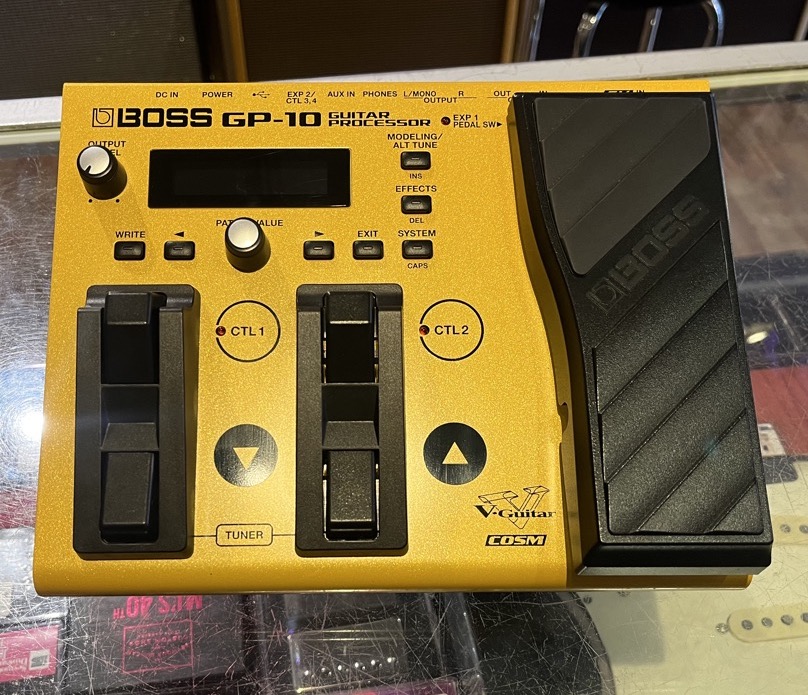 DC IN POWER EXP 2/ AUX IN PHONES L/MONO R OUT
CTL 3,4 OUTPUT
BOSS GP-10 GUITAR
PROCESSOR
EXP 1
PEDAL SW
OUTPUT
MODELING/
ALT TUNE
INS
EFFECTS
DEL
WRITE EXIT SYSTEM
CAPS
CTL 1 CTL 2
BOSS
TUNER
V-Guitar
COSM